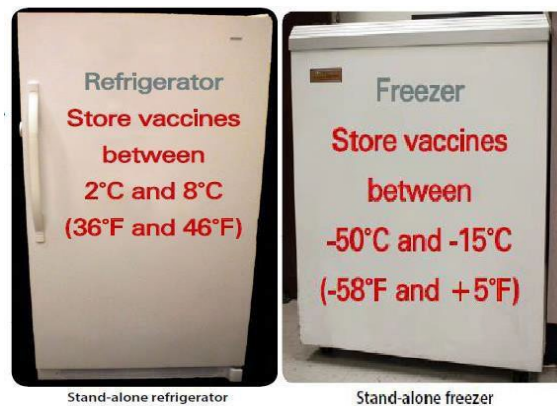 Refrigerator
Store vaccines
between
2°C and 8°C
(36°F and 46°F)
Stand-alone refrigerator
Freezer
Store vaccines
between
-50°C and -15°C
(-58°F and +5°F)
Stand-alone freezer